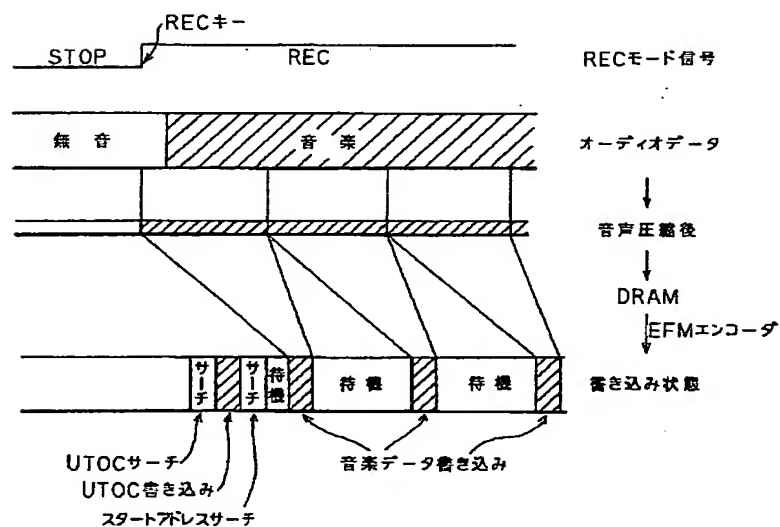 RECキー
STOP
REC
RECモード信号
無音
音楽
オーディオデータ
音声圧縮後
DRAM
EFMエンコーダ
サーチ
サーチ
待機
待機
待機
書き込み状態
UTOCサーチ
UTOC書き込み
スタートアドレスサーチ
音楽データ書き込み